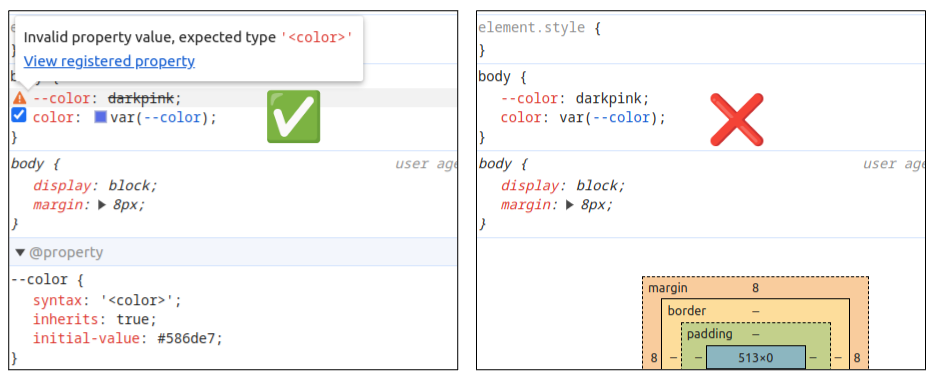 Invalid property value, expected type '<color>'
View registered property
body {
--color: darkpink;
color: var(--color);
}
body {
user age
display: block;
margin: ▶ 8px;
}
▼ @property
--color {
syntax: '<color>';
inherits: true;
initial-value: #586de7;
}
element.style {
}
body {
--color: darkpink;
color: var(--color);
}
body {
user age
display: block;
margin: ▶ 8px;
}
margin 8
border –
padding –
8 – – 513×0 – – 8